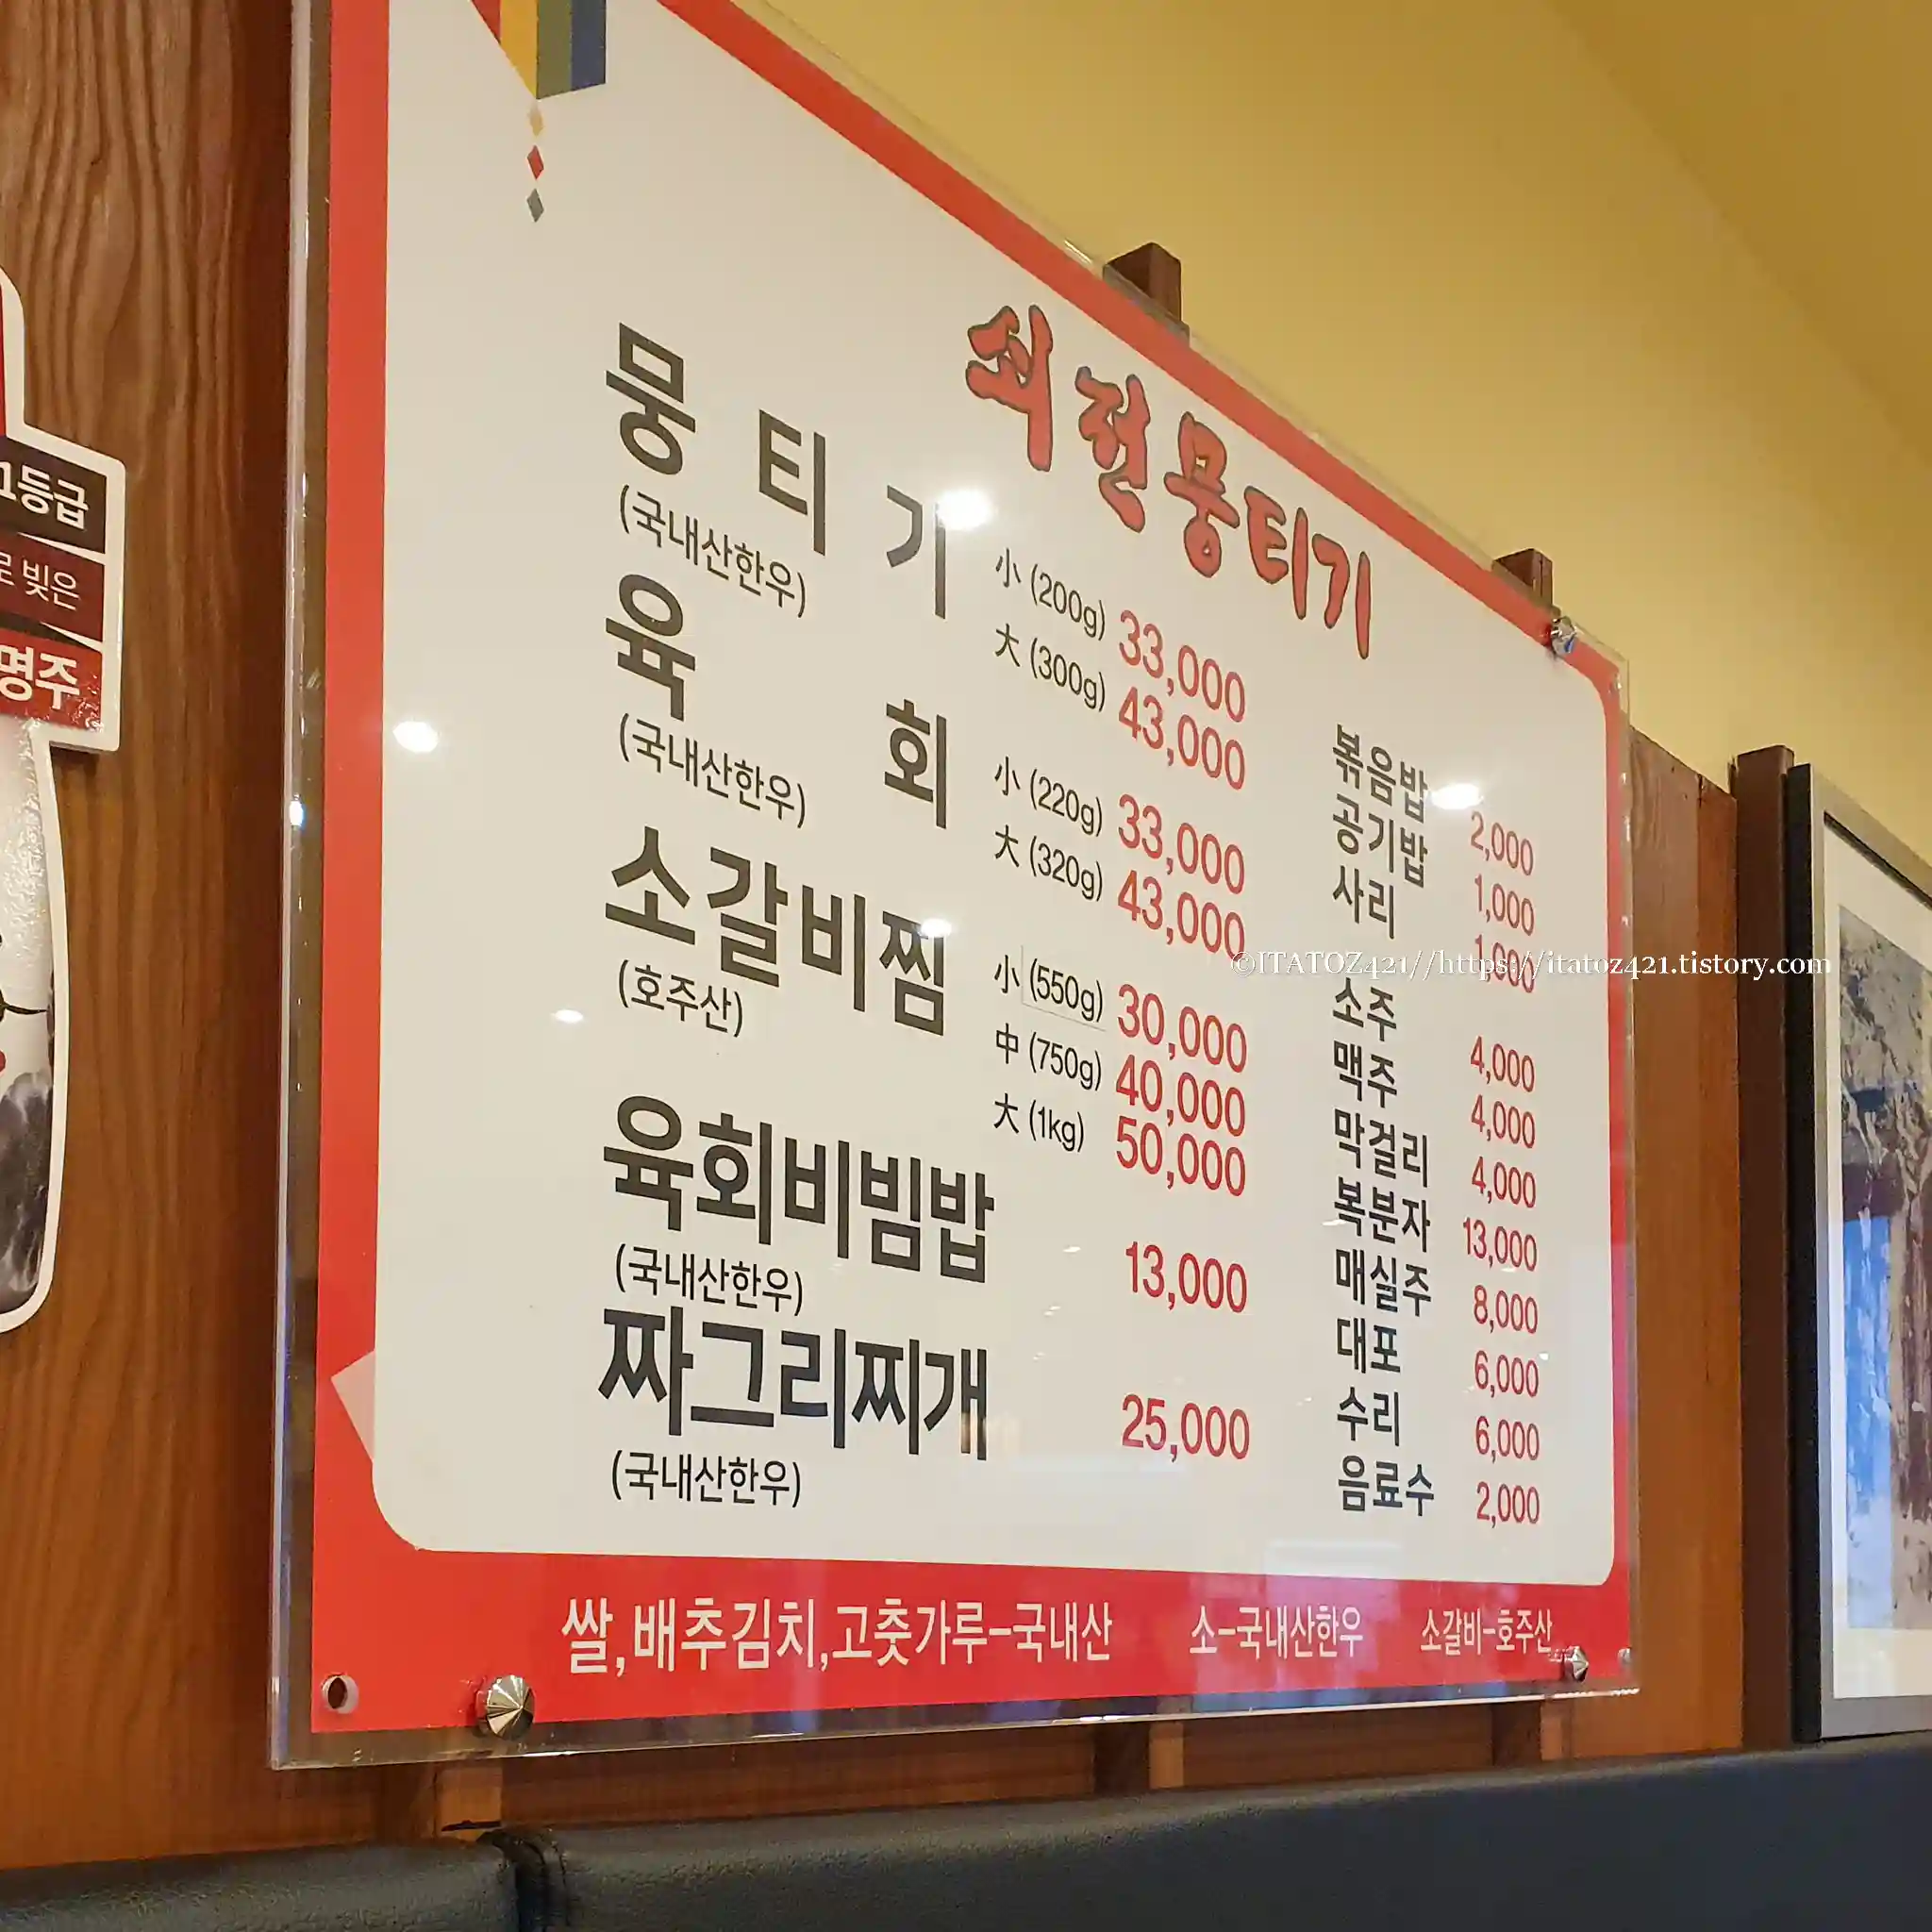 쇠전뭉티기
뭉티기
(국내산한우)
小 (200g) 33,000
大 (300g) 43,000
육회
(국내산한우)
小 (220g) 33,000
大 (320g) 43,000
소갈비찜
(호주산)
小 (550g) 30,000
中 (750g) 40,000
大 (1kg) 50,000
육회비빔밥
(국내산한우)
13,000
짜그리찌개
(국내산한우)
25,000
복음밥 2,000
공기밥 1,000
사리 1,000
소주 4,000
맥주 4,000
막걸리 4,000
복분자 13,000
매실주 8,000
대포 6,000
수리 6,000
음료수 2,000
쌀,배추김치,고춧가루-국내산 소-국내산한우 소갈비-호주산
1등급
로 빚은
명주
©ITATOZ421//https://itatoz421.tistory.com